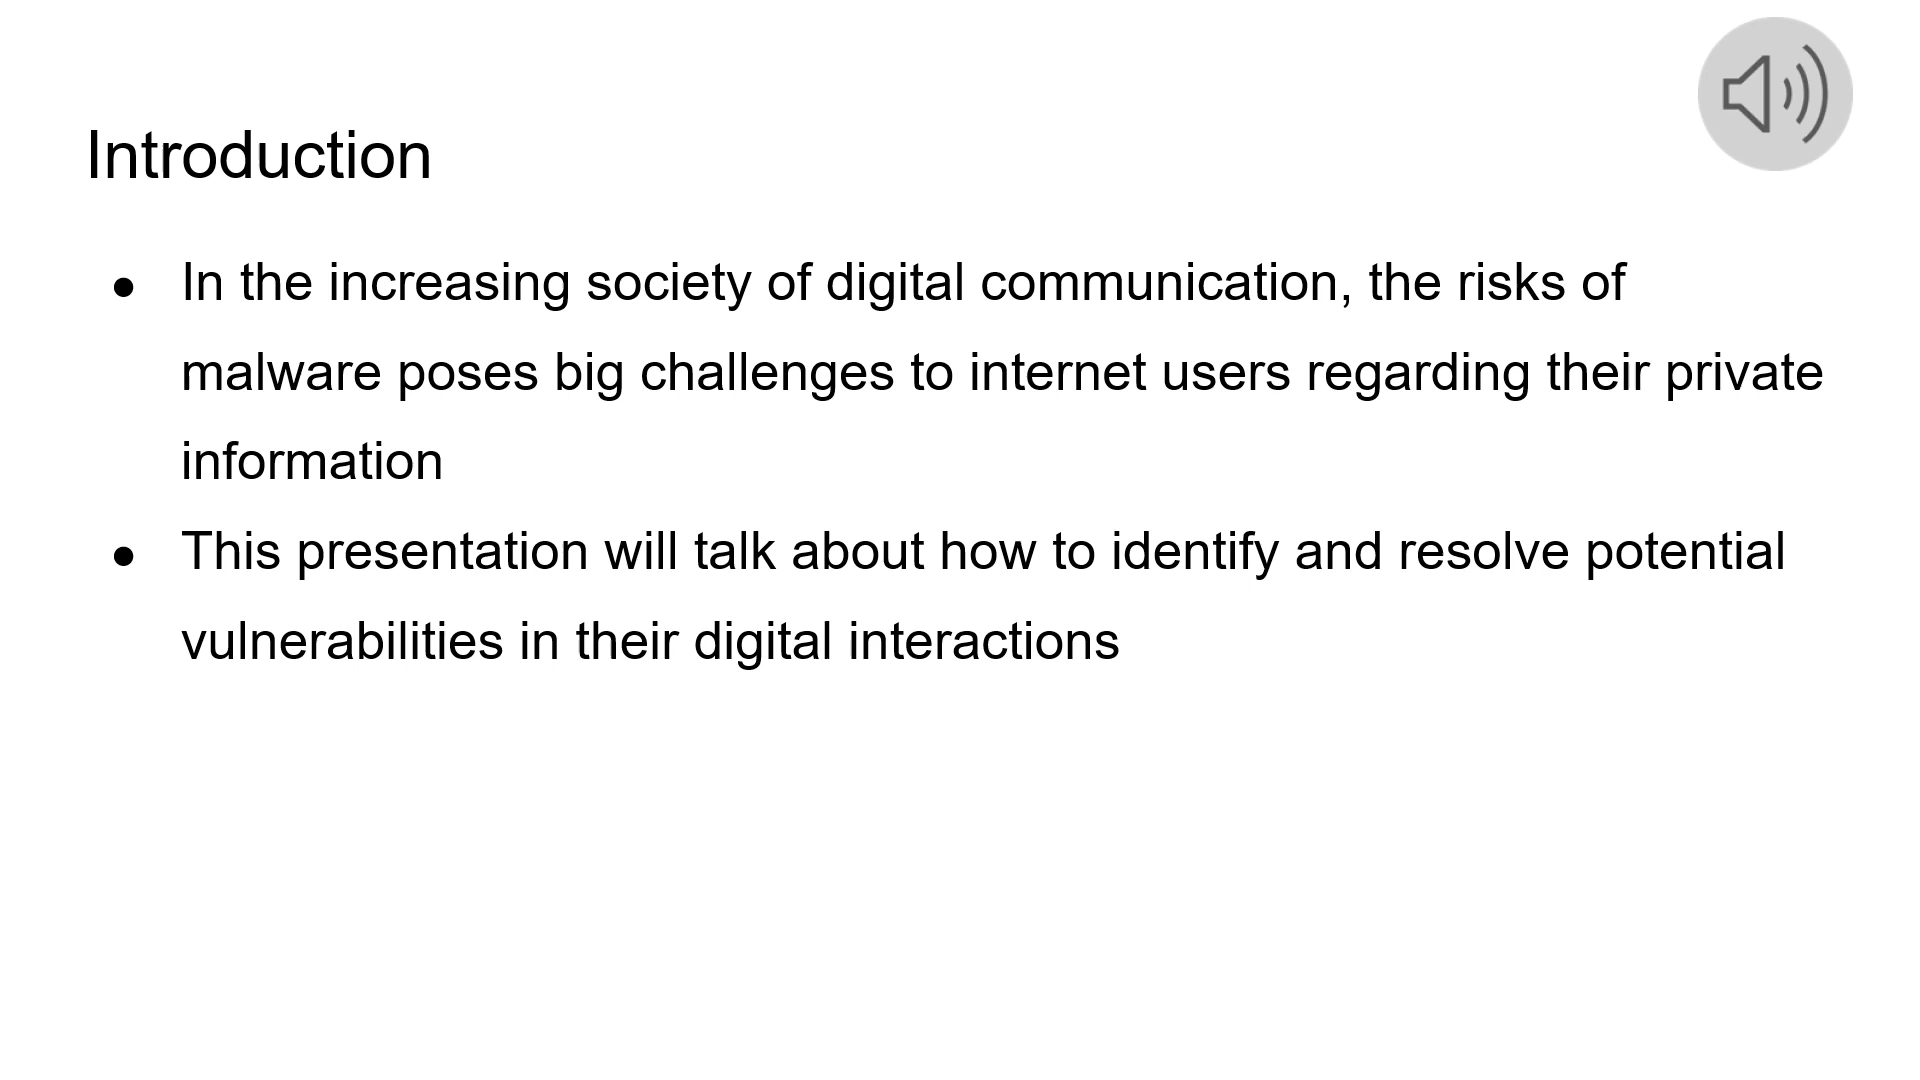 Introduction
● In the increasing society of digital communication, the risks of
malware poses big challenges to internet users regarding their private
information
● This presentation will talk about how to identify and resolve potential
vulnerabilities in their digital interactions